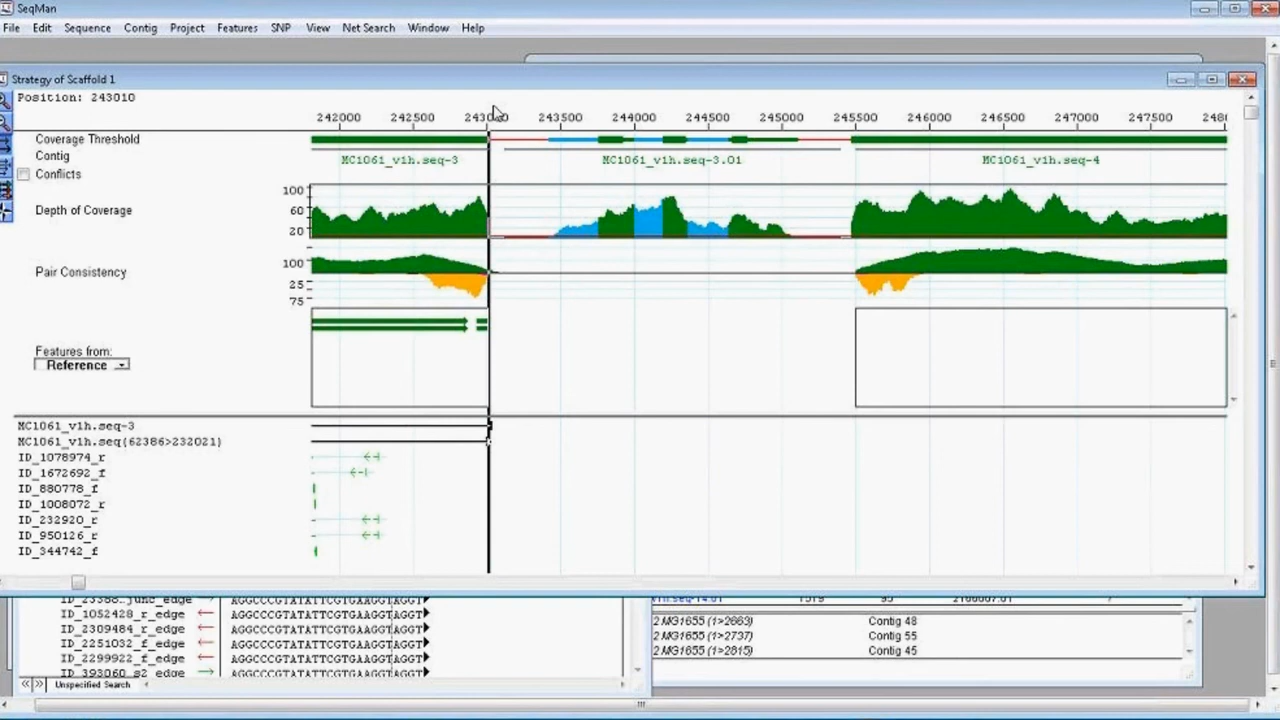 SeqMan
File Edit Sequence Contig Project Features SNP View Net Search Window Help
Strategy of Scaffold 1
Position: 243010
242000 242500 243000 243500 244000 244500 245000 245500 246000 246500 247000 247500
Coverage Threshold
Contig
MC1061_v1h.seq-3 MC1061_v1h.seq-3.01 MC1061_v1h.seq-4
Conflicts
100
60
20
Depth of Coverage
100
25
75
Pair Consistency
Features from:
Reference
MC1061_v1h.seq-3
MC1061_v1h.seq(62386>232021)
ID_1078974_r
ID_1672692_f
ID_880778_f
ID_1008072_r
ID_232920_r
ID_950126_r
ID_344742_f
ID_1052428_r_edge AGGCCCGTATATTCGTGAAGGTAGGT
ID_2309484_r_edge AGGCCCGTATATTCGTGAAGGTAGGT
ID_2251032_f_edge AGGCCCGTATATTCGTGAAGGTAGGT
ID_2299922_f_edge AGGCCCGTATATTCGTGAAGGTAGGT
ID_393060_s2_edge AGGCCCGTATATTCGTGAAGGTAGGT
Unspecified Search
2 MG1655 (1>2663) Contig 48
2 MG1655 (1>2737) Contig 55
2 MG1655 (1>2815) Contig 45